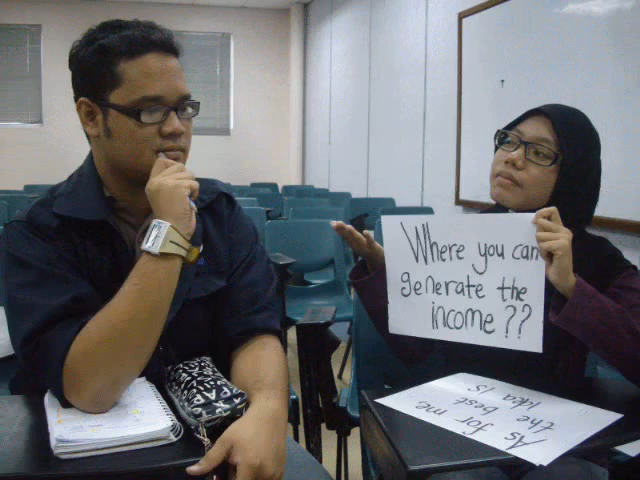 Where you can
generate the
income??
As for me
the best
Idea IS